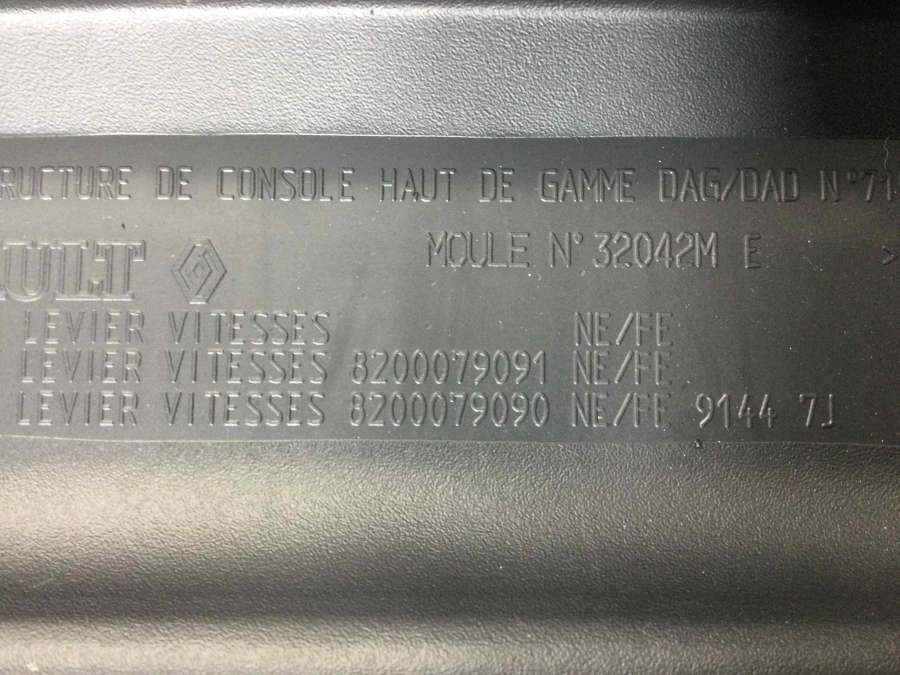 RUCTURE DE CONSOLE HAUT DE GAMME DAG/DAD N°71
AULT MOULE N°32042M E >
LEVIER VITESSES NE/FE
LEVIER VITESSES 8200079091 NE/FE
LEVIER VITESSES 8200079090 NE/FE 9144 7J